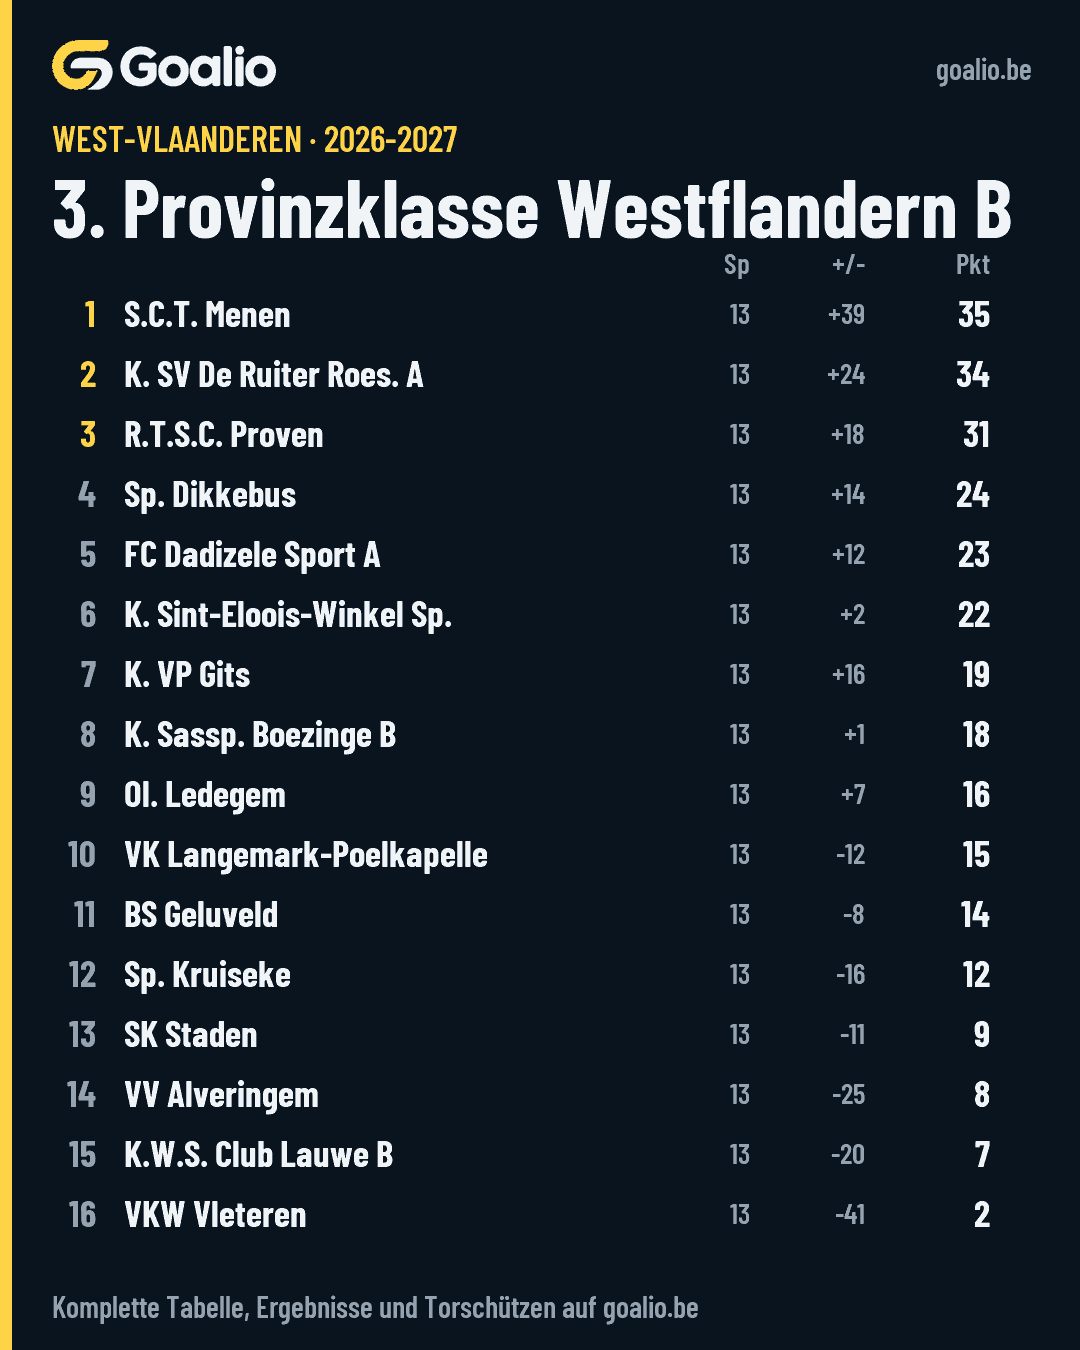 Goalio
goalio.be
WEST-VLAANDEREN · 2026-2027
3. Provinzklasse Westflandern B
Sp +/- Pkt
1 S.C.T. Menen 13 +39 35
2 K. SV De Ruiter Roes. A 13 +24 34
3 R.T.S.C. Proven 13 +18 31
4 Sp. Dikkebus 13 +14 24
5 FC Dadizele Sport A 13 +12 23
6 K. Sint-Eloois-Winkel Sp. 13 +2 22
7 K. VP Gits 13 +16 19
8 K. Sassp. Boezinge B 13 +1 18
9 Ol. Ledegem 13 +7 16
10 VK Langemark-Poelkapelle 13 -12 15
11 BS Geluveld 13 -8 14
12 Sp. Kruiseke 13 -16 12
13 SK Staden 13 -11 9
14 VV Alveringem 13 -25 8
15 K.W.S. Club Lauwe B 13 -20 7
16 VKW Vleteren 13 -41 2
Komplette Tabelle, Ergebnisse und Torschützen auf goalio.be